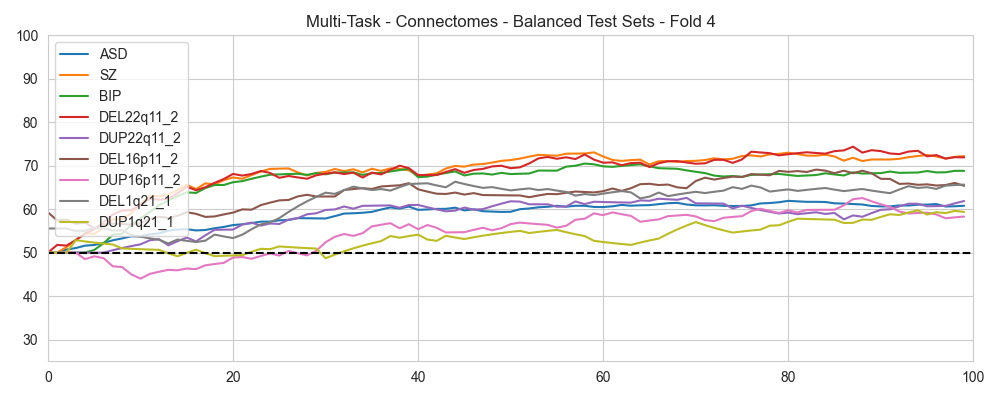 Multi-Task - Connectomes - Balanced Test Sets - Fold 4
100
90
80
70
60
50
40
30
ASD
SZ
BIP
DEL22q11_2
DUP22q11_2
DEL16p11_2
DUP16p11_2
DEL1q21_1
DUP1q21_1
0 20 40 60 80 100